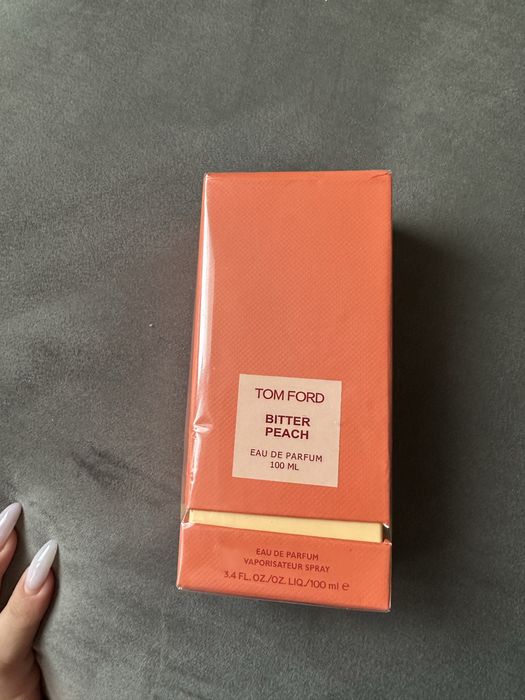 TOM FORD
BITTER
PEACH
EAU DE PARFUM
100 ML
EAU DE PARFUM
VAPORISATEUR SPRAY
3.4 FL. OZ./OZ. LIQ./100 ml ℮